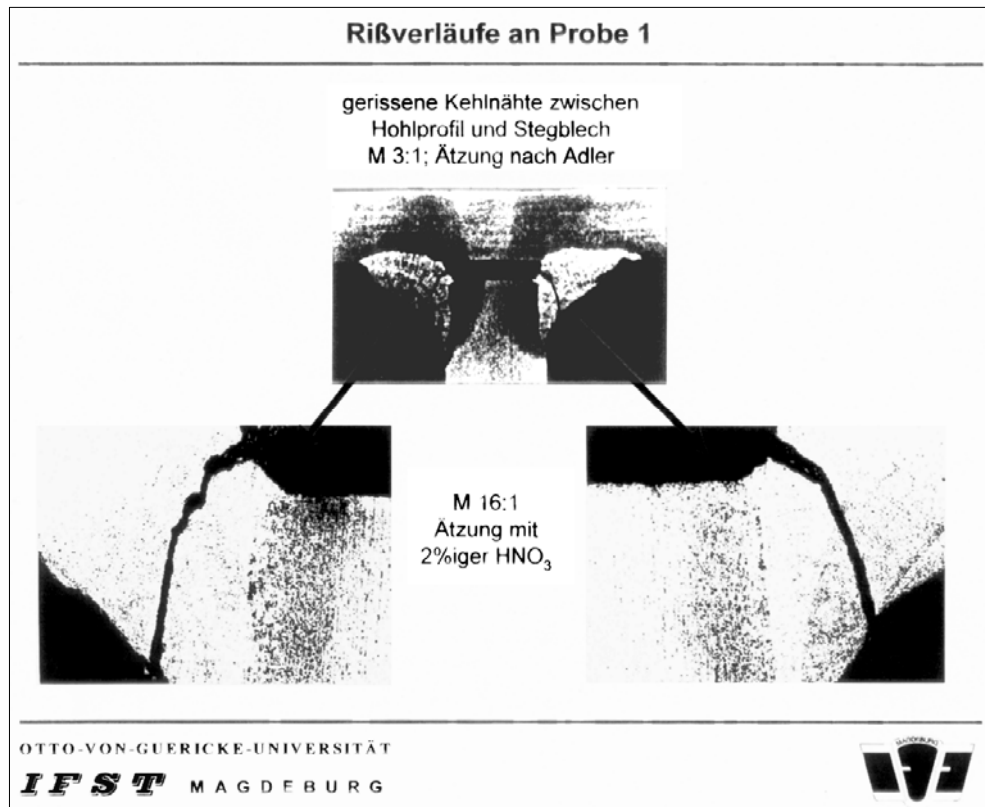 Rißverläufe an Probe 1
gerissene Kehlnähte zwischen
Hohlprofil und Stegblech
M 3:1; Ätzung nach Adler
M 16:1
Ätzung mit
2%iger HNO₃
OTTO-VON-GUERICKE-UNIVERSITÄT
IFST MAGDEBURG
MAGDEBURG